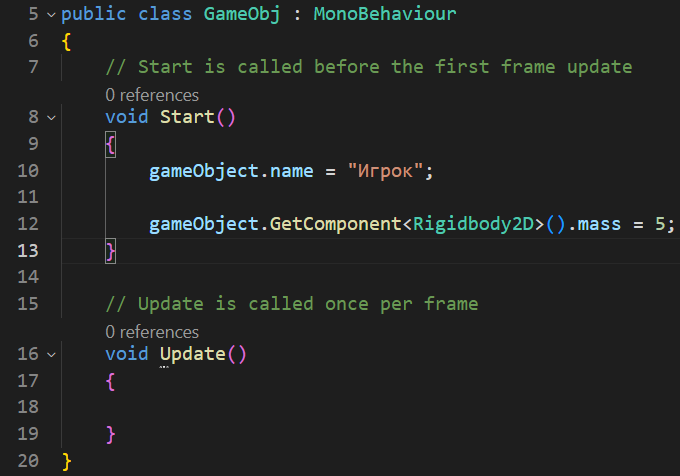 5 public class GameObj : MonoBehaviour
6 {
7 // Start is called before the first frame update
0 references
8 void Start()
9 {
10 gameObject.name = "Игрок";
11
12 gameObject.GetComponent<Rigidbody2D>().mass = 5;
13 }
14
15 // Update is called once per frame
0 references
16 void Update()
17 {
18
19 }
20 }